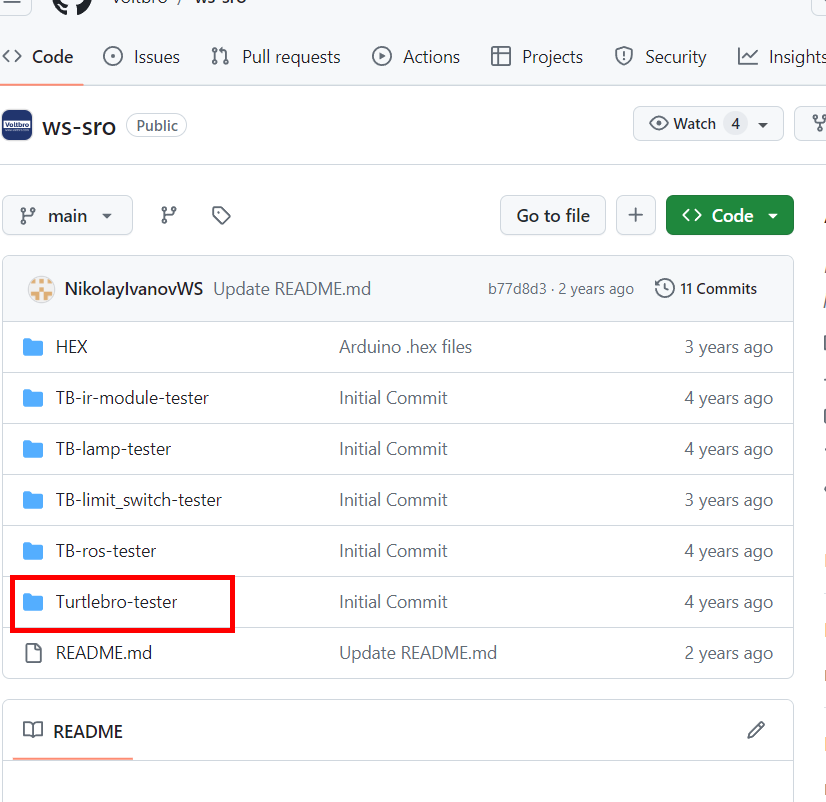 ws-sro
Code Issues Pull requests Actions Projects Security Insights
Voltbro ws-sro Public Watch 4
main Go to file Code
NikolayIvanovWS Update README.md b77d8d3 · 2 years ago 11 Commits
HEX Arduino .hex files 3 years ago
TB-ir-module-tester Initial Commit 4 years ago
TB-lamp-tester Initial Commit 4 years ago
TB-limit_switch-tester Initial Commit 3 years ago
TB-ros-tester Initial Commit 4 years ago
Turtlebro-tester Initial Commit 4 years ago
README.md Update README.md 2 years ago
README